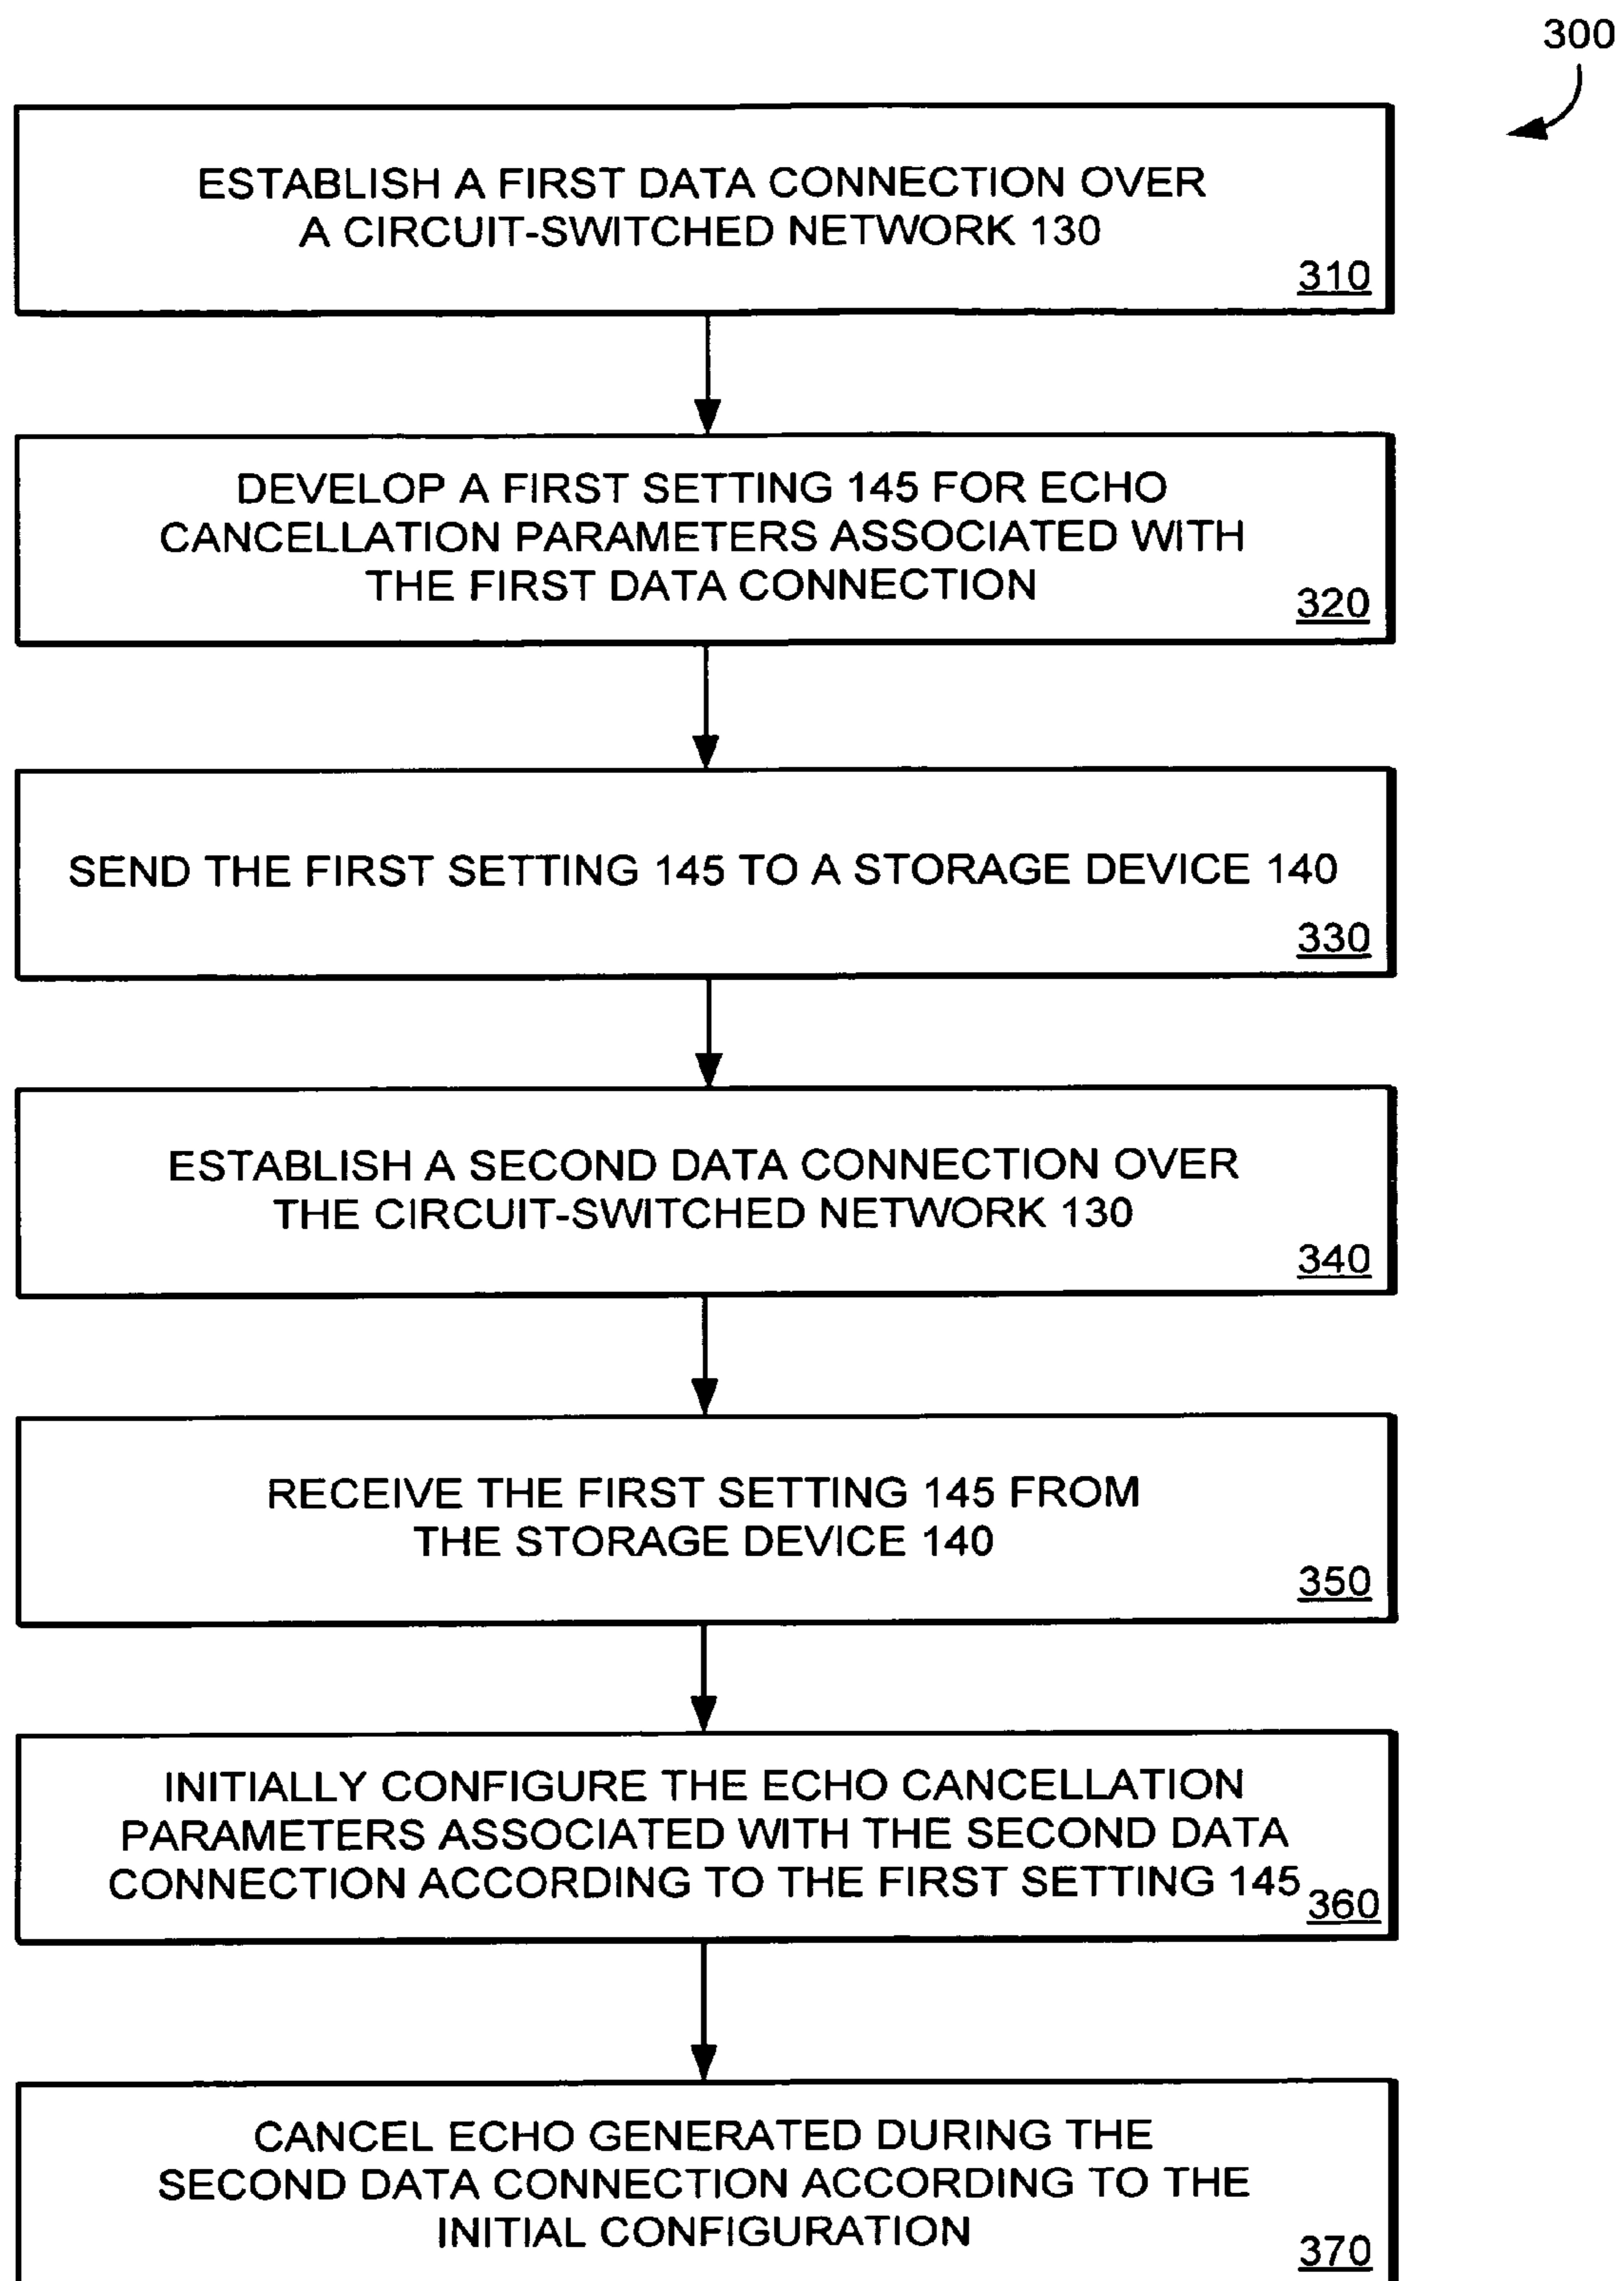 300
ESTABLISH A FIRST DATA CONNECTION OVER
A CIRCUIT-SWITCHED NETWORK 130
310
DEVELOP A FIRST SETTING 145 FOR ECHO
CANCELLATION PARAMETERS ASSOCIATED WITH
THE FIRST DATA CONNECTION
320
SEND THE FIRST SETTING 145 TO A STORAGE DEVICE 140
330
ESTABLISH A SECOND DATA CONNECTION OVER
THE CIRCUIT-SWITCHED NETWORK 130
340
RECEIVE THE FIRST SETTING 145 FROM
THE STORAGE DEVICE 140
350
INITIALLY CONFIGURE THE ECHO CANCELLATION
PARAMETERS ASSOCIATED WITH THE SECOND DATA
CONNECTION ACCORDING TO THE FIRST SETTING 145
360
CANCEL ECHO GENERATED DURING THE
SECOND DATA CONNECTION ACCORDING TO THE
INITIAL CONFIGURATION
370